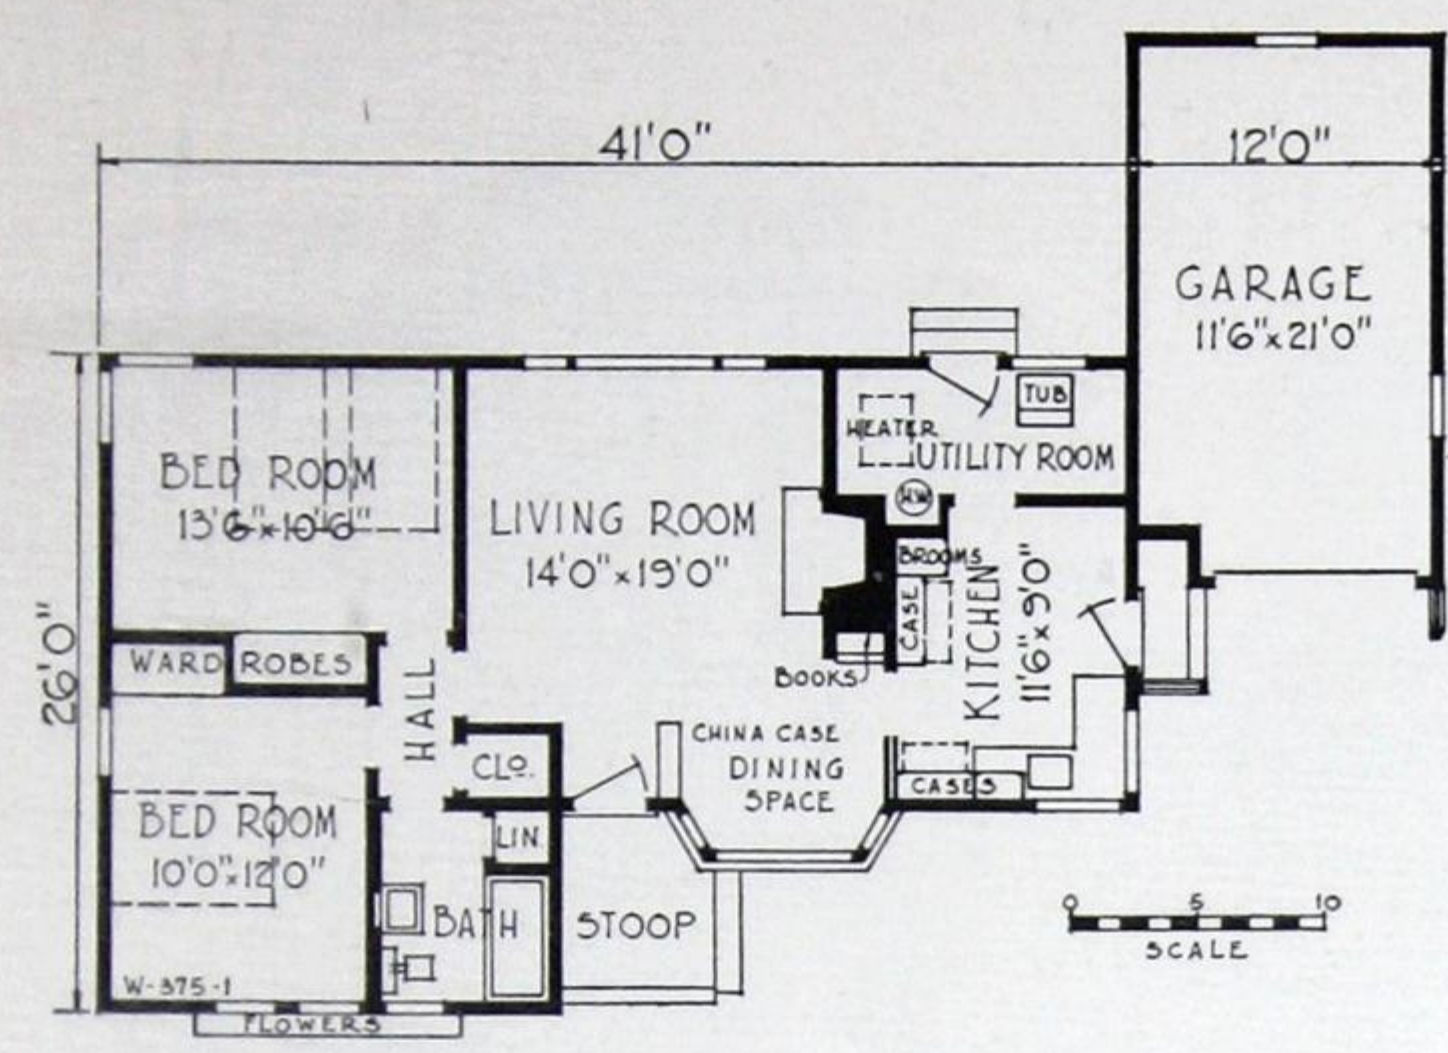 41'0"
12'0"
GARAGE
11'6"x21'0"
TUB
HEATER
UTILITY ROOM
HW
BED ROOM
13'6"x10'6"
LIVING ROOM
14'0"x19'0"
BROOMS
CASE
KITCHEN
11'6"x9'0"
26'0"
WARD ROBES
HALL
BOOKS
CHINA CASE
DINING
SPACE
CLO.
CASES
BED ROOM
10'0"x12'0"
LIN.
BATH
STOOP
0 5 10
SCALE
W-375-1
FLOWERS